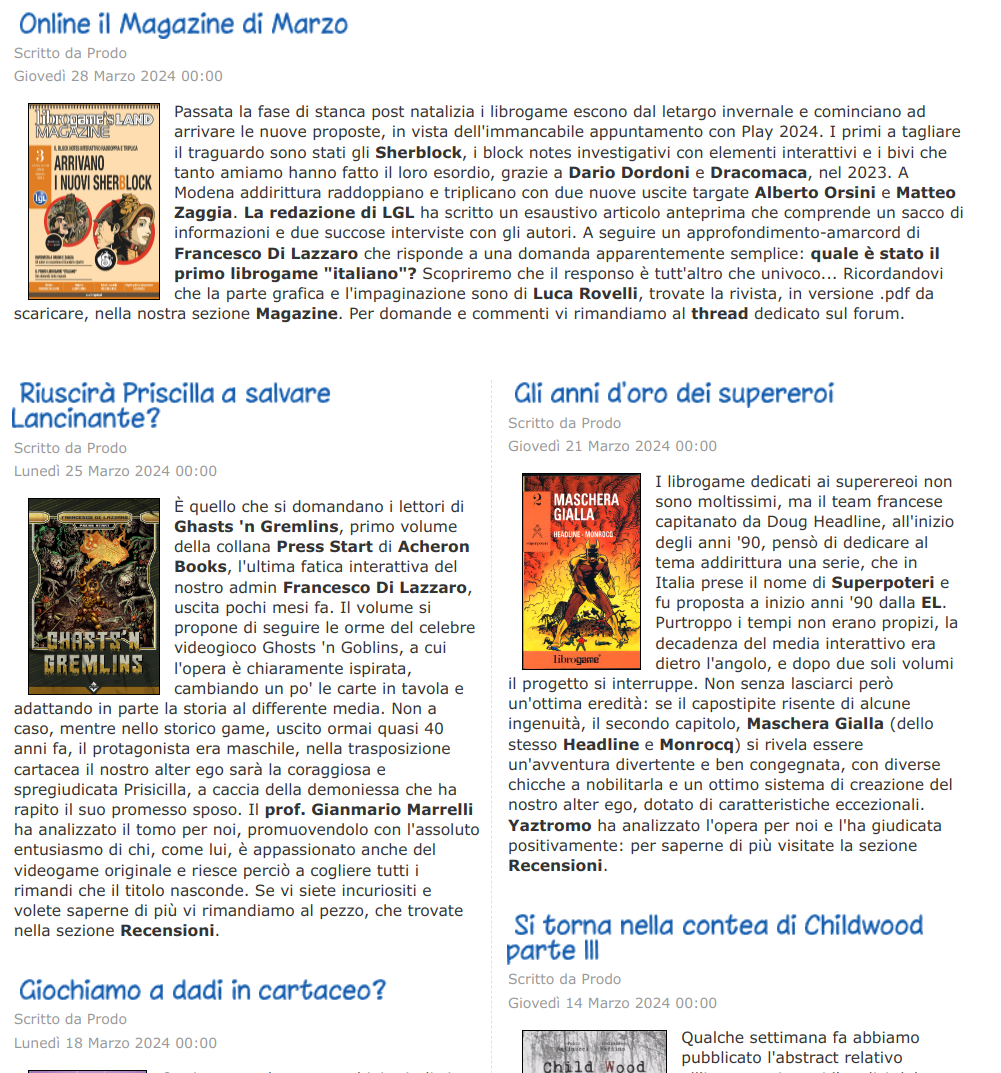 Online il Magazine di Marzo
Scritto da Prodo
Giovedì 28 Marzo 2024 00:00
librogame's LAND
MAGAZINE
3
IL BLOCK NOTES INTERATTIVO RADDOPPIA E TRIPLICA
ARRIVANO
I NUOVI SHERBLOCK
LGL
Passata la fase di stanca post natalizia i librogame escono dal letargo invernale e cominciano ad
arrivare le nuove proposte, in vista dell'immancabile appuntamento con Play 2024. I primi a tagliare
il traguardo sono stati gli Sherblock, i block notes investigativi con elementi interattivi e i bivi che
tanto amiamo hanno fatto il loro esordio, grazie a Dario Dordoni e Dracomaca, nel 2023. A
Modena addirittura raddoppiano e triplicano con due nuove uscite targate Alberto Orsini e Matteo
Zaggia. La redazione di LGL ha scritto un esaustivo articolo anteprima che comprende un sacco di
informazioni e due succose interviste con gli autori. A seguire un approfondimento-amarcord di
Francesco Di Lazzaro che risponde a una domanda apparentemente semplice: quale è stato il
primo librogame "italiano"? Scoprirete che il responso è tutt'altro che univoco... Ricordandovi
che la parte grafica e l'impaginazione sono di Luca Rovelli, trovate la rivista, in versione .pdf da
scaricare, nella nostra sezione Magazine. Per domande e commenti vi rimandiamo al thread dedicato sul forum.
Riuscirà Priscilla a salvare
Lancinante?
Scritto da Prodo
Lunedì 25 Marzo 2024 00:00
FRANCESCO DI LAZZARO
PRESS START
GHASTS'N
GREMLINS
È quello che si domandano i lettori di
Ghasts 'n Gremlins, primo volume
della collana Press Start di Acheron
Books, l'ultima fatica interattiva del
nostro admin Francesco Di Lazzaro,
uscita pochi mesi fa. Il volume si
propone di seguire le orme del celebre
videogioco Ghosts 'n Goblins, a cui
l'opera è chiaramente ispirata,
cambiando un po' le carte in tavola e
adattando in parte la storia al differente media. Non a
caso, mentre nello storico game, uscito ormai quasi 40
anni fa, il protagonista era maschile, nella trasposizione
cartacea il nostro alter ego sarà la coraggiosa e
spregiudicata Prisicilla, a caccia della demoniessa che ha
rapito il suo promesso sposo. Il prof. Gianmario Marrelli
ha analizzato il tomo per noi, promuovendolo con l'assoluto
entusiasmo di chi, come lui, è appassionato anche del
videogame originale e riesce perciò a cogliere tutti i
rimandi che il titolo nasconde. Se vi siete incuriositi e
volete saperne di più vi rimandiamo al pezzo, che trovate
nella sezione Recensioni.
Giochiamo a dadi in cartaceo?
Scritto da Prodo
Lunedì 18 Marzo 2024 00:00
Gli anni d'oro dei supereroi
Scritto da Prodo
Giovedì 21 Marzo 2024 00:00
2
MASCHERA
GIALLA
HEADLINE - MONROCQ
superpoteri
librogame
I librogame dedicati ai superereoi non
sono moltissimi, ma il team francese
capitanato da Doug Headline, all'inizio
degli anni '90, pensò di dedicare al
tema addirittura una serie, che in
Italia prese il nome di Superpoteri e
fu proposta a inizio anni '90 dalla EL.
Purtroppo i tempi non erano propizi, la
decadenza del media interattivo era
dietro l'angolo, e dopo due soli volumi
il progetto si interruppe. Non senza lasciarci però
un'ottima eredità: se il capostipite risente di alcune
ingenuità, il secondo capitolo, Maschera Gialla (dello
stesso Headline e Monrocq) si rivela essere
un'avventura divertente e ben congegnata, con diverse
chicche a nobilitarla e un ottimo sistema di creazione del
nostro alter ego, dotato di caratteristiche eccezionali.
Yaztromo ha analizzato l'opera per noi e l'ha giudicata
positivamente: per saperne di più visitate la sezione
Recensioni.
Si torna nella contea di Childwood
parte III
Scritto da Prodo
Giovedì 14 Marzo 2024 00:00
Child Wood
Qualche settimana fa abbiamo
pubblicato l'abstract relativo